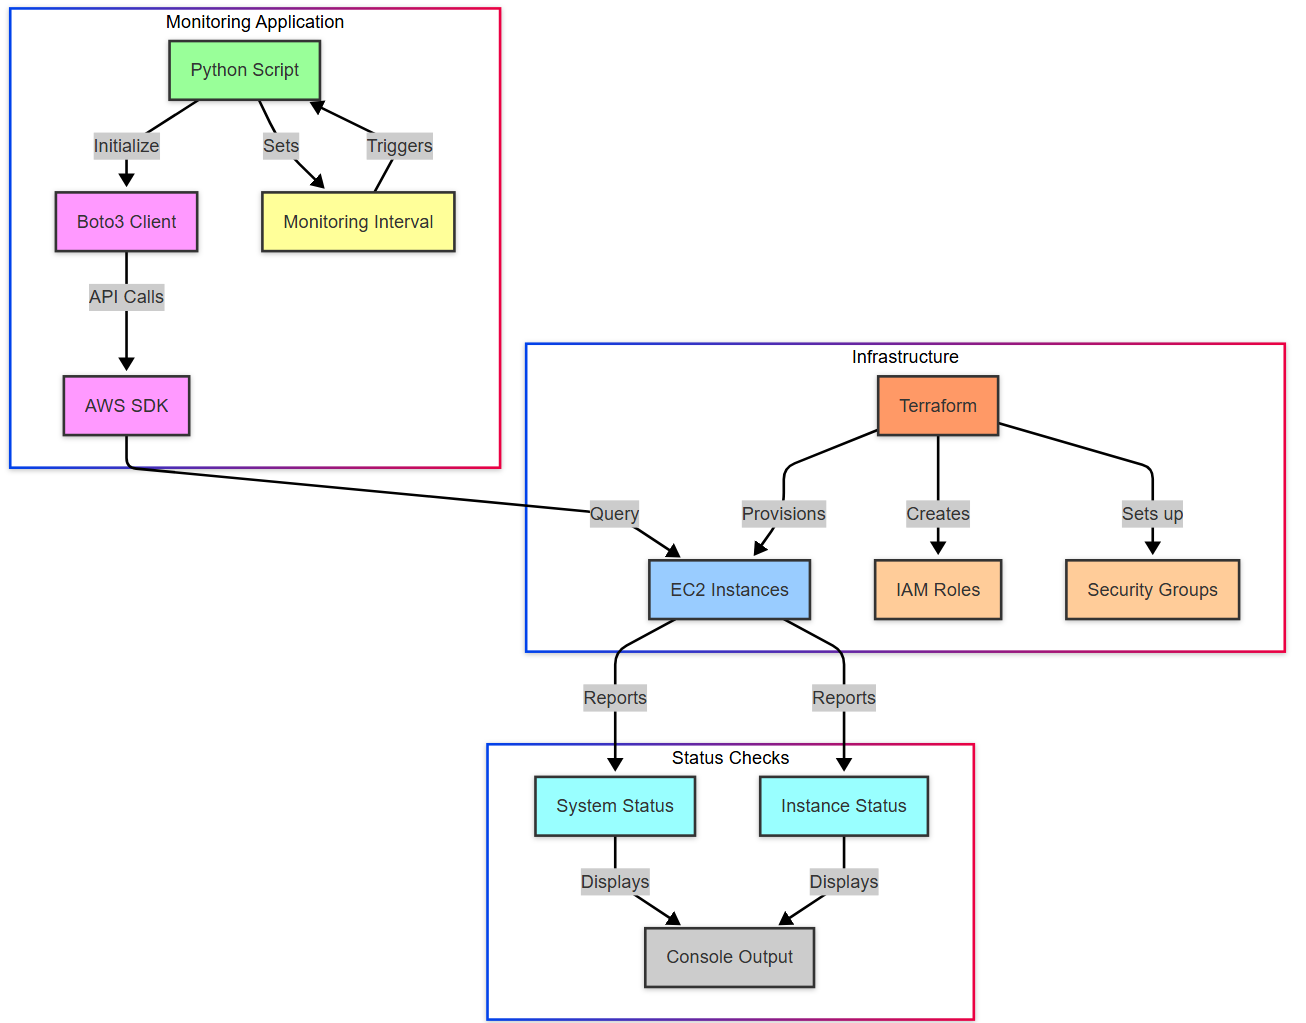 Monitoring Application
Python Script
Initialize
Sets
Triggers
Boto3 Client
Monitoring Interval
API Calls
AWS SDK
Infrastructure
Terraform
Query
Provisions
Creates
Sets up
EC2 Instances
IAM Roles
Security Groups
Reports
Reports
Status Checks
System Status
Instance Status
Displays
Displays
Console Output